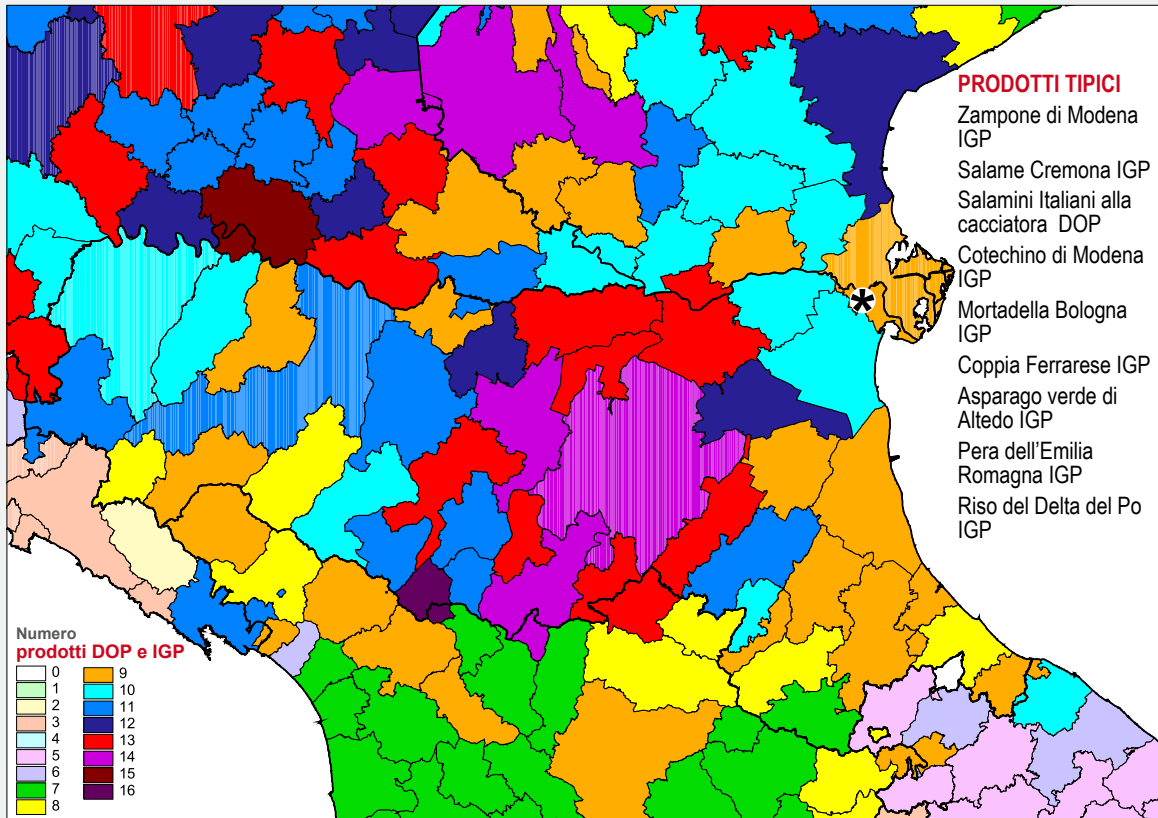 PRODOTTI TIPICI
Zampone di Modena
IGP
Salame Cremona IGP
Salamini Italiani alla
cacciatora DOP
Cotechino di Modena
IGP
Mortadella Bologna
IGP
Coppia Ferrarese IGP
Asparago verde di
Altedo IGP
Pera dell'Emilia
Romagna IGP
Riso del Delta del Po
IGP
*
Numero
prodotti DOP e IGP
0
1
2
3
4
5
6
7
8
9
10
11
12
13
14
15
16